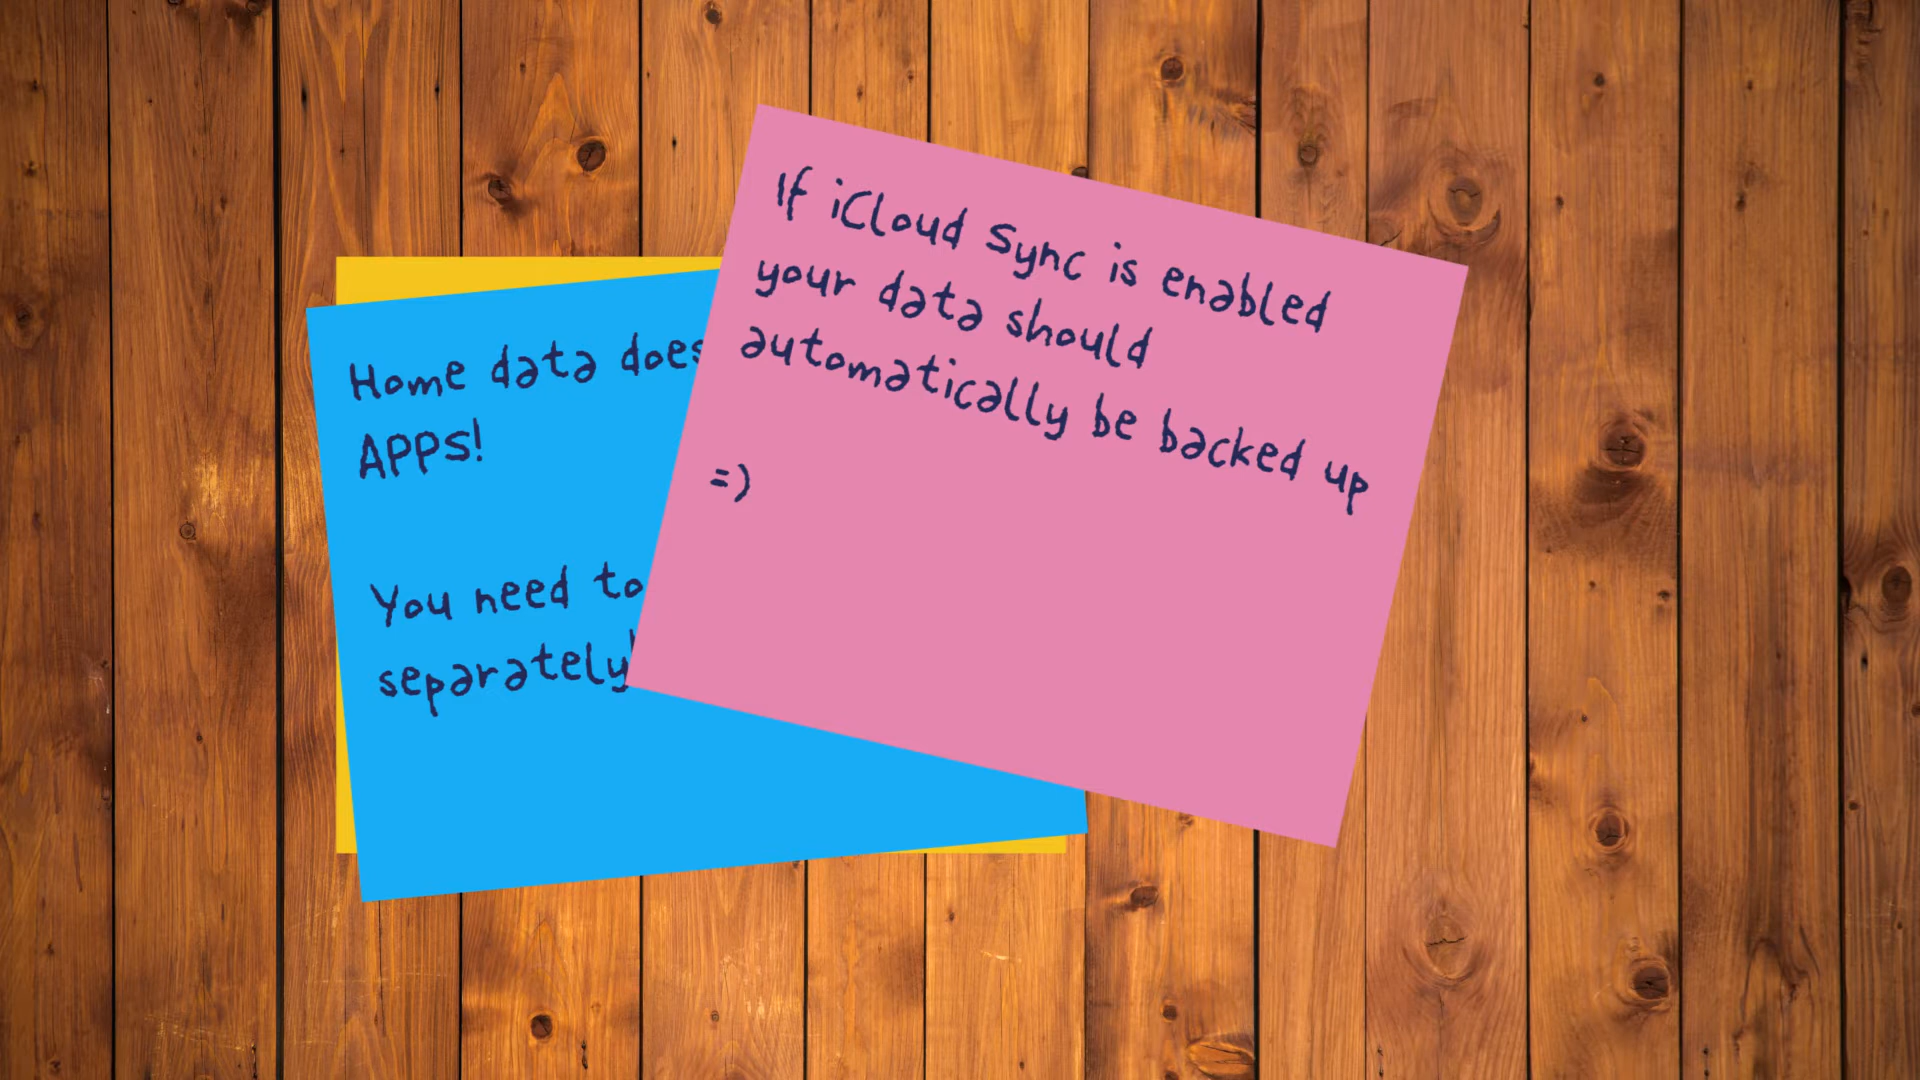 Home data does
APPS!
You need to
separately
If iCloud Sync is enabled
your data should
automatically be backed up
=)